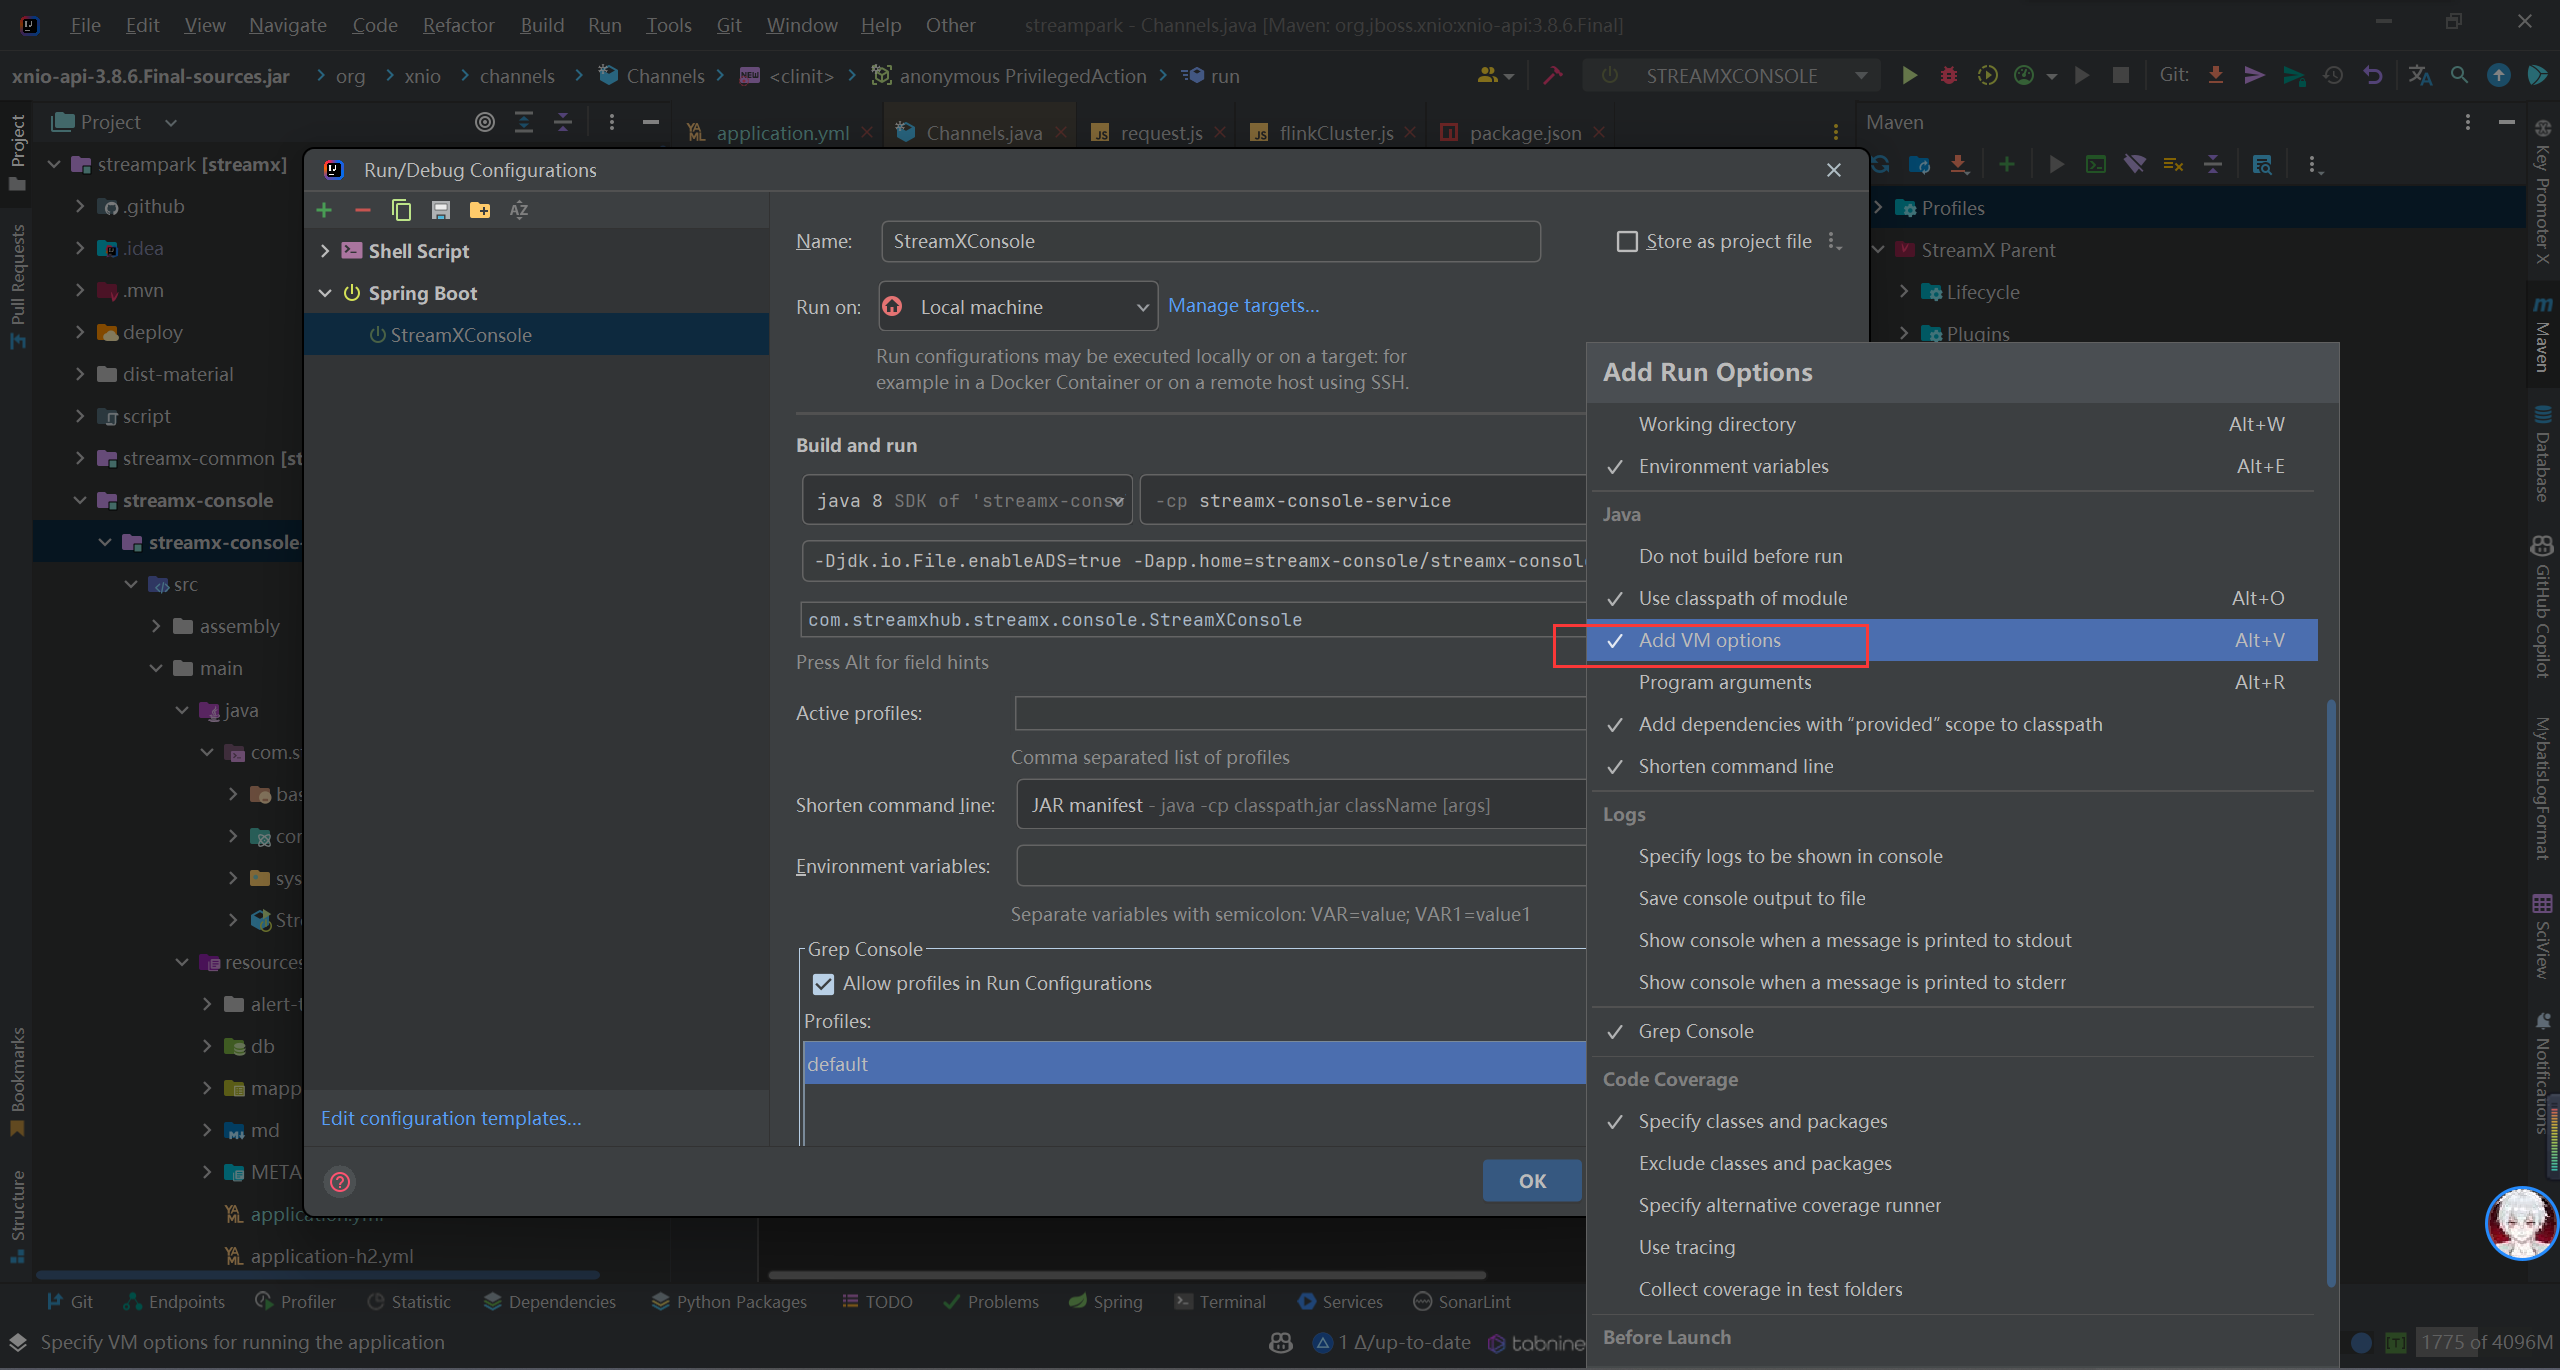 File Edit View Navigate Code Refactor Build Run Tools Git Window Help Other streampark - Channels.java [Maven: org.jboss.xnio:xnio-api:3.8.6.Final]
xnio-api-3.8.6.Final-sources.jar org xnio channels Channels <clinit> anonymous PrivilegedAction run STREAMXCONSOLE Git:
Project
application.yml Channels.java request.js flinkCluster.js package.json
Maven
Project
Pull Requests
Bookmarks
Structure
streampark [streamx]
.github
.idea
.mvn
deploy
dist-material
script
streamx-common [st
streamx-console
streamx-console-
src
assembly
main
java
com.s
bas
con
sys
Stre
resources
alert-t
db
mapp
md
META
application.yml
application-h2.yml
Run/Debug Configurations
Shell Script
Spring Boot
StreamXConsole
Edit configuration templates...
Name: StreamXConsole
Store as project file
Run on: Local machine Manage targets...
Run configurations may be executed locally or on a target: for
example in a Docker Container or on a remote host using SSH.
Build and run
java 8 SDK of 'streamx-conso -cp streamx-console-service
-Djdk.io.File.enableADS=true -Dapp.home=streamx-console/streamx-consol
com.streamxhub.streamx.console.StreamXConsole
Press Alt for field hints
Active profiles:
Comma separated list of profiles
Shorten command line: JAR manifest - java -cp classpath.jar className [args]
Environment variables:
Separate variables with semicolon: VAR=value; VAR1=value1
Grep Console
Allow profiles in Run Configurations
Profiles:
default
OK
Add Run Options
Working directory Alt+W
Environment variables Alt+E
Java
Do not build before run
Use classpath of module Alt+O
Add VM options Alt+V
Program arguments Alt+R
Add dependencies with “provided” scope to classpath
Shorten command line
Logs
Specify logs to be shown in console
Save console output to file
Show console when a message is printed to stdout
Show console when a message is printed to stderr
Grep Console
Code Coverage
Specify classes and packages
Exclude classes and packages
Specify alternative coverage runner
Use tracing
Collect coverage in test folders
Before Launch
Profiles
StreamX Parent
Lifecycle
Plugins
Key Promoter X
Maven
Database
GitHub Copilot
MybatisLogFormat
SciView
Notifications
Git Endpoints Profiler Statistic Dependencies Python Packages TODO Problems Spring Terminal Services SonarLint
Specify VM options for running the application 1 Δ/up-to-date tabnine 1775 of 4096M